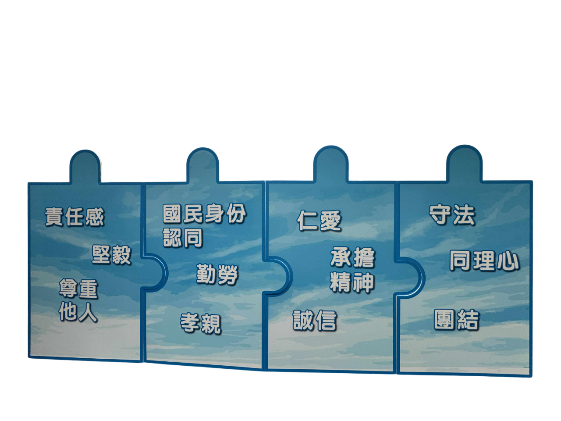 責任感
堅毅
尊重
他人
國民身份
認同
勤勞
孝親
仁愛
承擔
精神
誠信
守法
同理心
團結